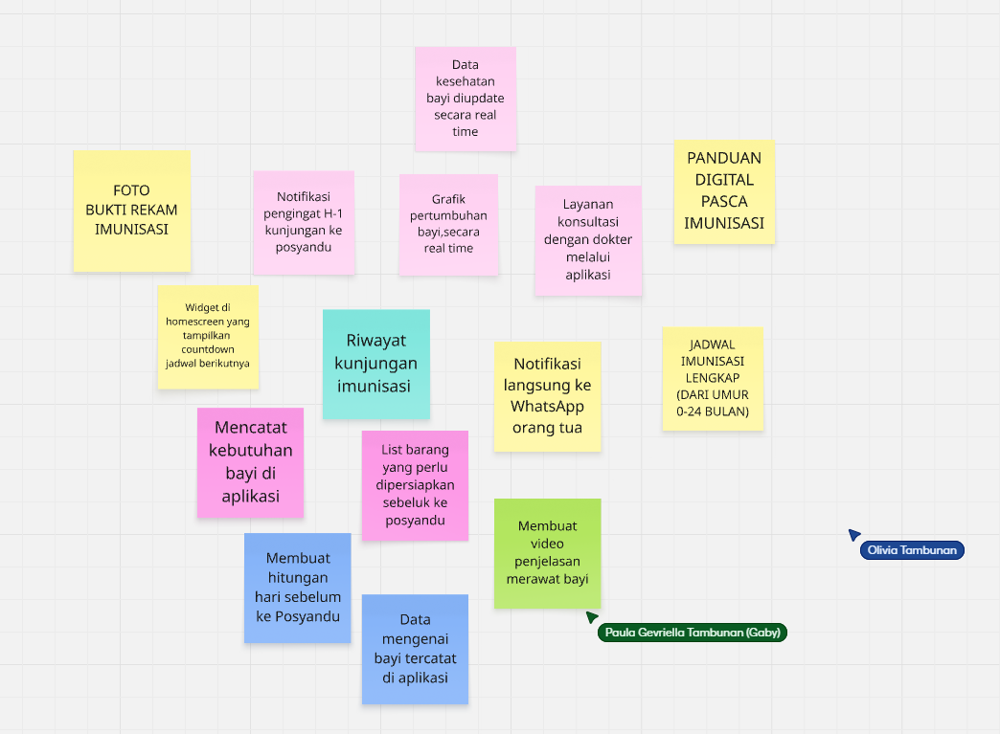 Data
kesehatan
bayi diupdate
secara real
time
FOTO
BUKTI REKAM
IMUNISASI
Notifikasi
pengingat H-1
kunjungan ke
posyandu
Grafik
pertumbuhan
bayi,secara
real time
Layanan
konsultasi
dengan dokter
melalui
aplikasi
PANDUAN
DIGITAL
PASCA
IMUNISASI
Widget di
homescreen yang
tampilkan
countdown
jadwal berikutnya
Riwayat
kunjungan
imunisasi
Notifikasi
langsung ke
WhatsApp
orang tua
JADWAL
IMUNISASI
LENGKAP
(DARI UMUR
0-24 BULAN)
Mencatat
kebutuhan
bayi di
aplikasi
List barang
yang perlu
dipersiapkan
sebeluk ke
posyandu
Membuat
video
penjelasan
merawat bayi
Membuat
hitungan
hari sebelum
ke Posyandu
Data
mengenai
bayi tercatat
di aplikasi
Olivia Tambunan
Paula Gevriella Tambunan (Gaby)